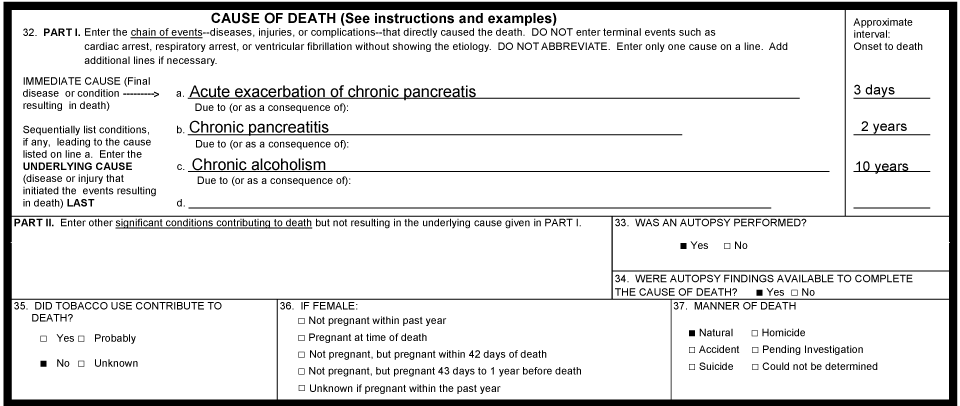 CAUSE OF DEATH (See instructions and examples)
32. PART I. Enter the chain of events--diseases, injuries, or complications--that directly caused the death. DO NOT enter terminal events such as
cardiac arrest, respiratory arrest, or ventricular fibrillation without showing the etiology. DO NOT ABBREVIATE. Enter only one cause on a line. Add
additional lines if necessary.
Approximate
interval:
Onset to death
IMMEDIATE CAUSE (Final
disease or condition --------->
resulting in death)
a. Acute exacerbation of chronic pancreatis
3 days
Due to (or as a consequence of):
Sequentially list conditions,
if any, leading to the cause
listed on line a. Enter the
UNDERLYING CAUSE
(disease or injury that
initiated the events resulting
in death) LAST
b. Chronic pancreatitis
2 years
Due to (or as a consequence of):
c. Chronic alcoholism
10 years
Due to (or as a consequence of):
d.
PART II. Enter other significant conditions contributing to death but not resulting in the underlying cause given in PART I.
33. WAS AN AUTOPSY PERFORMED?
■ Yes □ No
34. WERE AUTOPSY FINDINGS AVAILABLE TO COMPLETE
THE CAUSE OF DEATH? ■ Yes □ No
35. DID TOBACCO USE CONTRIBUTE TO
DEATH?
□ Yes □ Probably
■ No □ Unknown
36. IF FEMALE:
□ Not pregnant within past year
□ Pregnant at time of death
□ Not pregnant, but pregnant within 42 days of death
□ Not pregnant, but pregnant 43 days to 1 year before death
□ Unknown if pregnant within the past year
37. MANNER OF DEATH
■ Natural □ Homicide
□ Accident □ Pending Investigation
□ Suicide □ Could not be determined